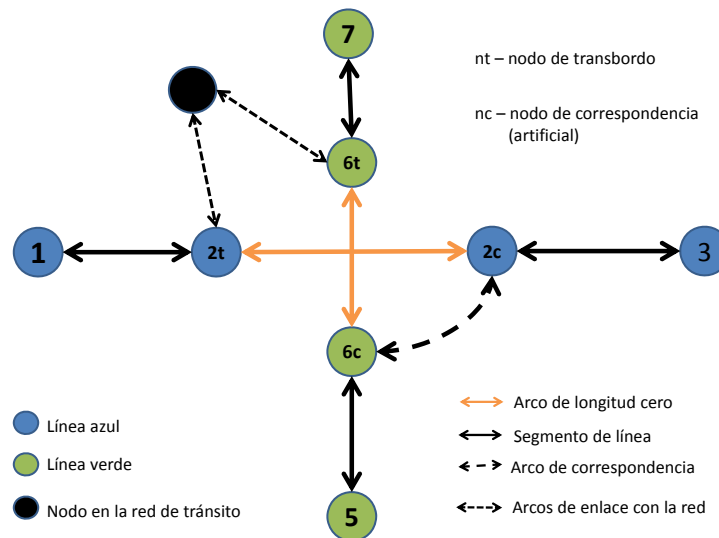 7
nt – nodo de transbordo
nc – nodo de correspondencia
(artificial)
6t
1
2t
2c
3
6c
5
Línea azul
Línea verde
Nodo en la red de tránsito
Arco de longitud cero
Segmento de línea
Arco de correspondencia
Arcos de enlace con la red